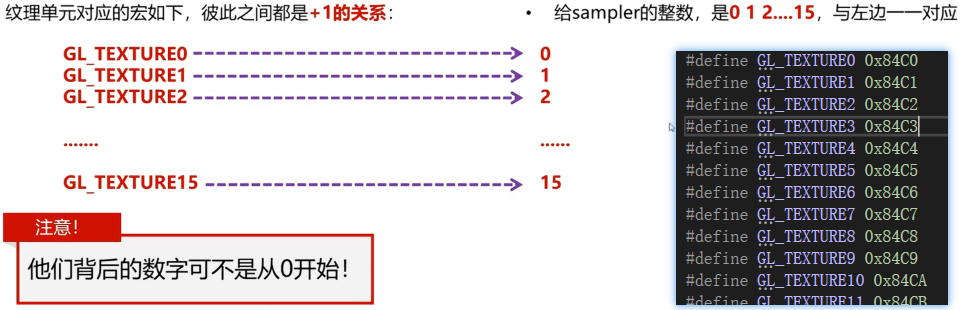 纹理单元对应的宏如下，彼此之间都是+1的关系：
GL_TEXTURE0 0
GL_TEXTURE1 1
GL_TEXTURE2 2
....... ......
GL_TEXTURE15 15
注意！
他们背后的数字可不是从0开始！
• 给sampler的整数，是0 1 2....15，与左边一一对应
#define GL_TEXTURE0 0x84C0
#define GL_TEXTURE1 0x84C1
#define GL_TEXTURE2 0x84C2
#define GL_TEXTURE3 0x84C3
#define GL_TEXTURE4 0x84C4
#define GL_TEXTURE5 0x84C5
#define GL_TEXTURE6 0x84C6
#define GL_TEXTURE7 0x84C7
#define GL_TEXTURE8 0x84C8
#define GL_TEXTURE9 0x84C9
#define GL_TEXTURE10 0x84CA
#define GL_TEXTURE11 0x84CB